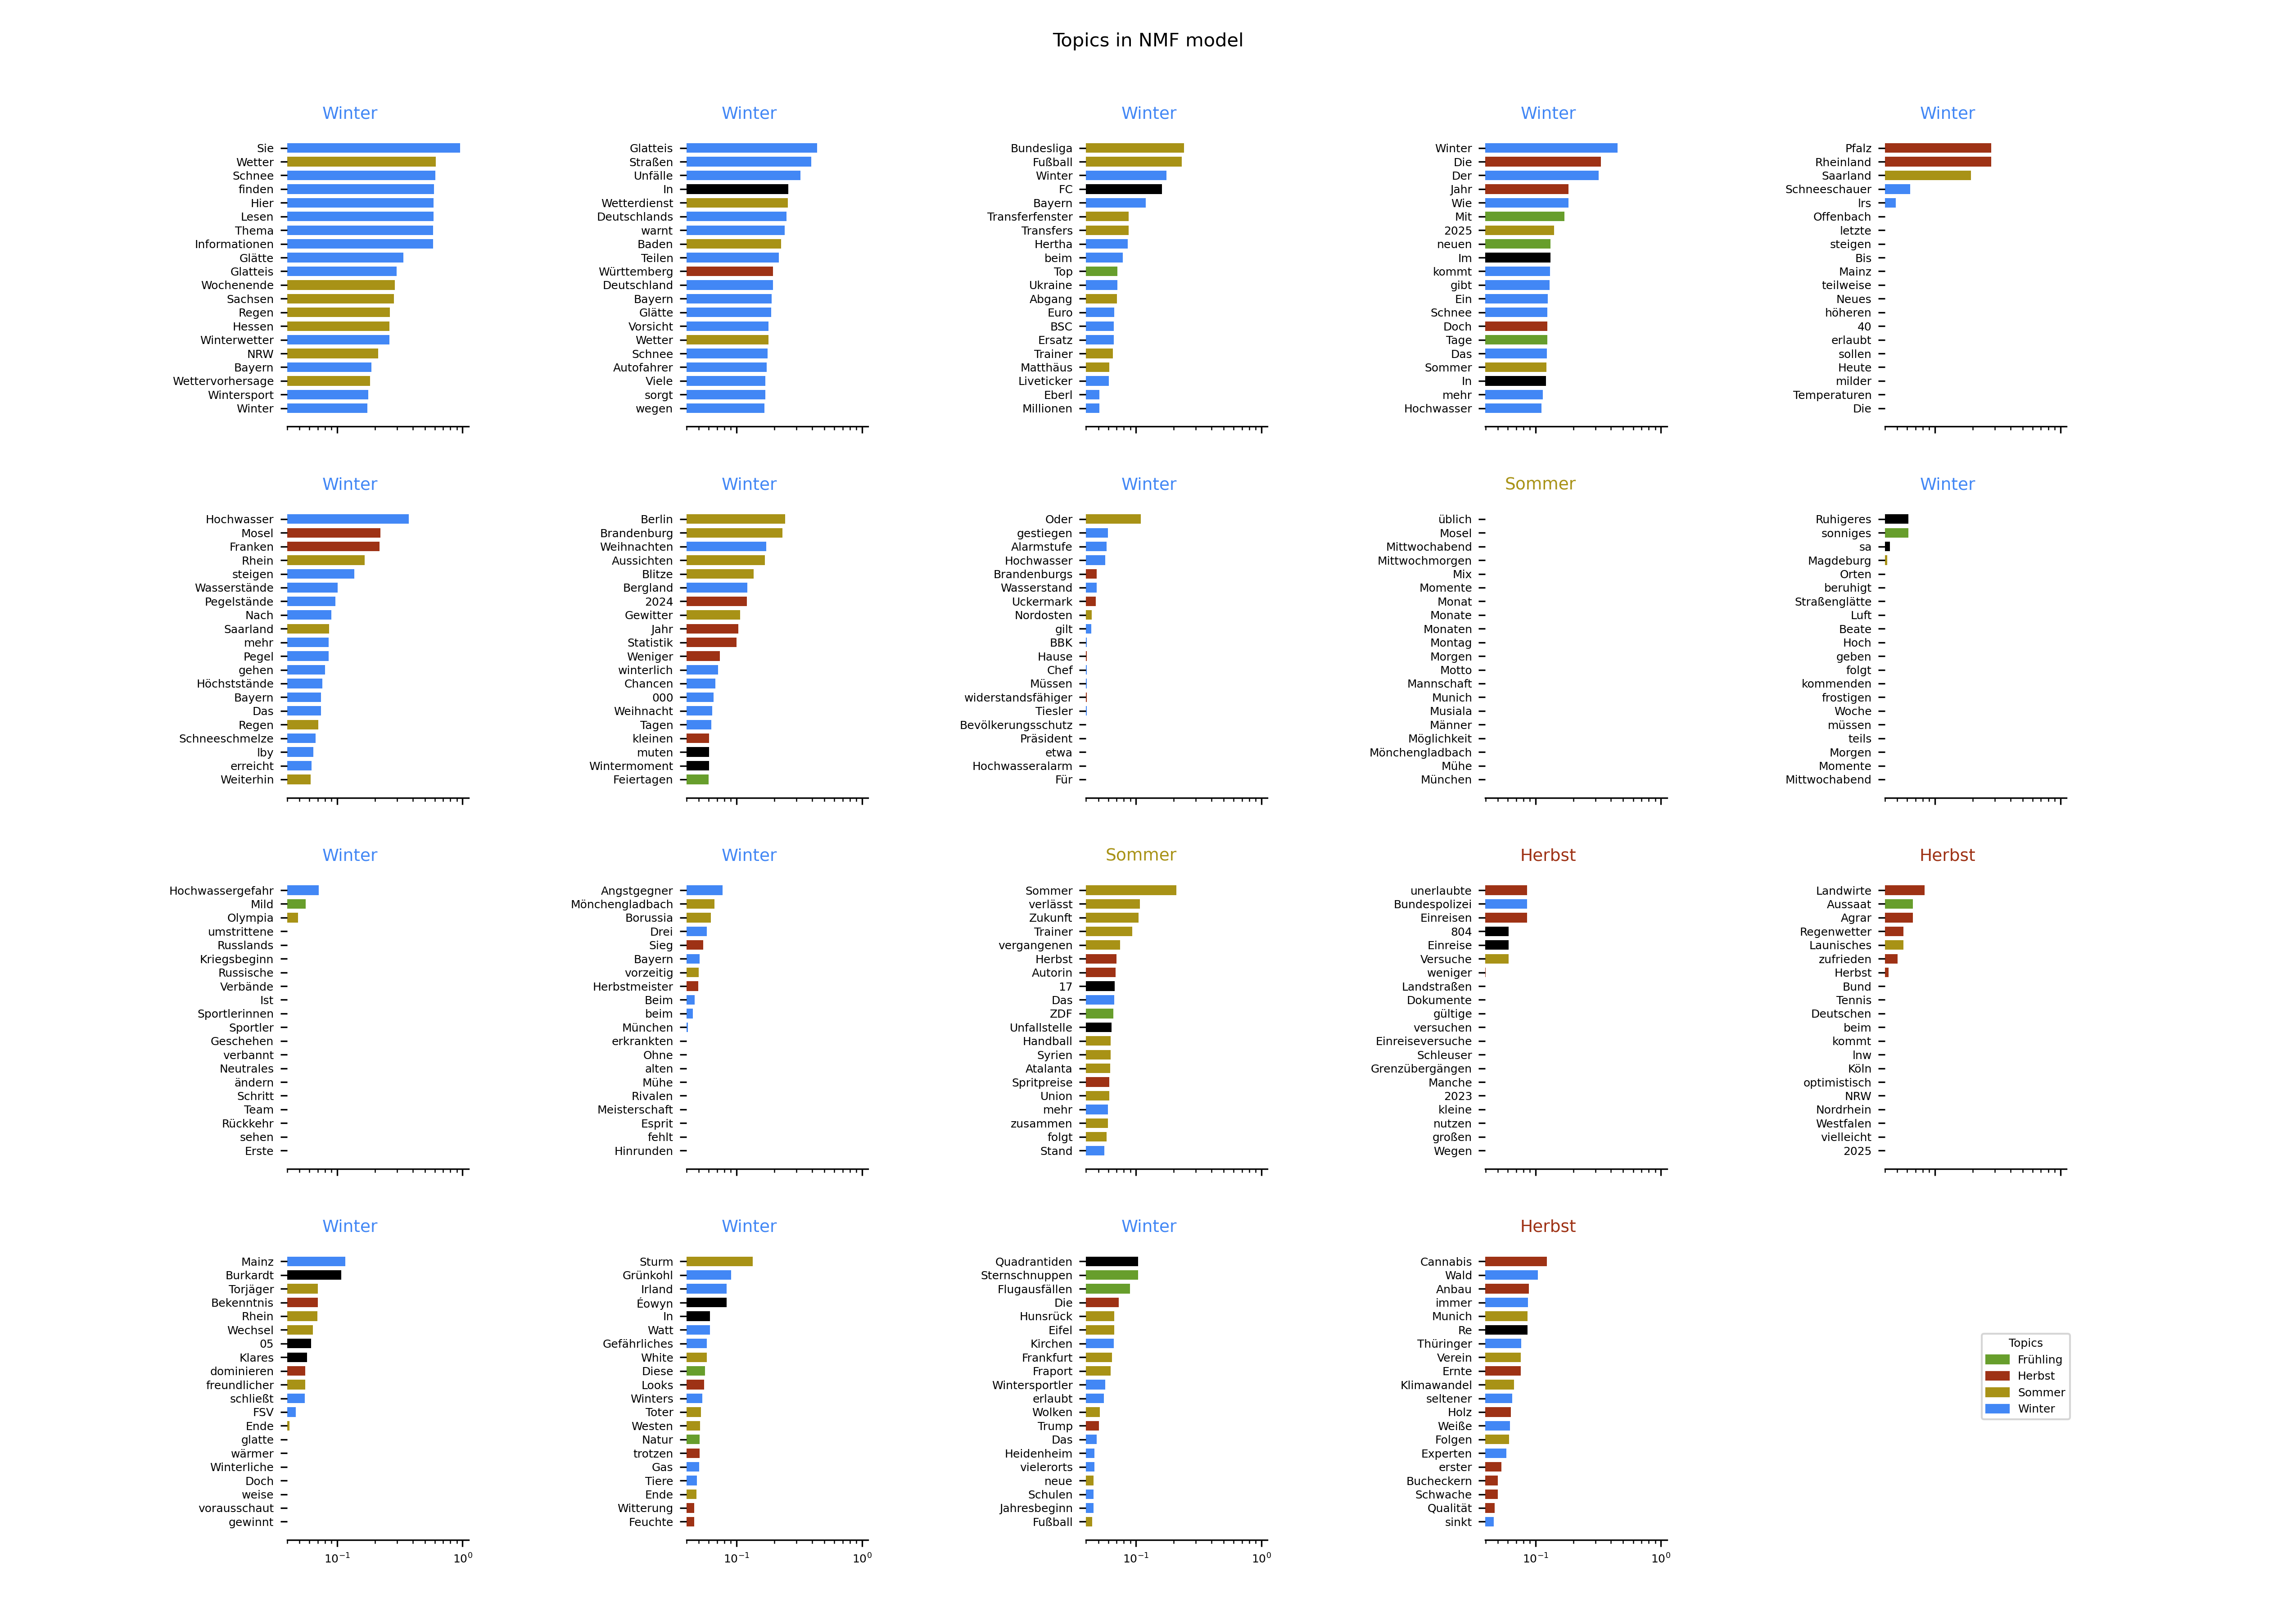 Topics in NMF model
Winter
Sie
Wetter
Schnee
finden
Hier
Lesen
Thema
Informationen
Glätte
Glatteis
Wochenende
Sachsen
Regen
Hessen
Winterwetter
NRW
Bayern
Wettervorhersage
Wintersport
Winter
Winter
Glatteis
Straßen
Unfälle
In
Wetterdienst
Deutschlands
warnt
Baden
Teilen
Württemberg
Deutschland
Bayern
Glätte
Vorsicht
Wetter
Schnee
Autofahrer
Viele
sorgt
wegen
Winter
Bundesliga
Fußball
Winter
FC
Bayern
Transferfenster
Transfers
Hertha
beim
Top
Ukraine
Abgang
Euro
BSC
Ersatz
Trainer
Matthäus
Liveticker
Eberl
Millionen
Winter
Winter
Die
Der
Jahr
Wie
Mit
2025
neuen
Im
kommt
gibt
Ein
Schnee
Doch
Tage
Das
Sommer
In
mehr
Hochwasser
Winter
Pfalz
Rheinland
Saarland
Schneeschauer
lrs
Offenbach
letzte
steigen
Bis
Mainz
teilweise
Neues
höheren
40
erlaubt
sollen
Heute
milder
Temperaturen
Die
Winter
Hochwasser
Mosel
Franken
Rhein
steigen
Wasserstände
Pegelstände
Nach
Saarland
mehr
Pegel
gehen
Höchststände
Bayern
Das
Regen
Schneeschmelze
lby
erreicht
Weiterhin
Winter
Berlin
Brandenburg
Weihnachten
Aussichten
Blitze
Bergland
2024
Gewitter
Jahr
Statistik
Weniger
winterlich
Chancen
000
Weihnacht
Tagen
kleinen
muten
Wintermoment
Feiertagen
Winter
Oder
gestiegen
Alarmstufe
Hochwasser
Brandenburgs
Wasserstand
Uckermark
Nordosten
gilt
BBK
Hause
Chef
Müssen
widerstandsfähiger
Tiesler
Bevölkerungsschutz
Präsident
etwa
Hochwasseralarm
Für
Sommer
üblich
Mosel
Mittwochabend
Mittwochmorgen
Mix
Momente
Monat
Monate
Monaten
Montag
Morgen
Motto
Mannschaft
Munich
Musiala
Männer
Möglichkeit
Mönchengladbach
Mühe
München
Winter
Ruhigeres
sonniges
sa
Magdeburg
Orten
beruhigt
Straßenglätte
Luft
Beate
Hoch
geben
folgt
kommenden
frostigen
Woche
müssen
teils
Morgen
Momente
Mittwochabend
Winter
Hochwassergefahr
Mild
Olympia
umstrittene
Russlands
Kriegsbeginn
Russische
Verbände
Ist
Sportlerinnen
Sportler
Geschehen
verbannt
Neutrales
ändern
Schritt
Team
Rückkehr
sehen
Erste
Winter
Angstgegner
Mönchengladbach
Borussia
Drei
Sieg
Bayern
vorzeitig
Herbstmeister
Beim
beim
München
erkrankten
Ohne
alten
Mühe
Rivalen
Meisterschaft
Esprit
fehlt
Hinrunden
Sommer
Sommer
verlässt
Zukunft
Trainer
vergangenen
Herbst
Autorin
17
Das
ZDF
Unfallstelle
Handball
Syrien
Atalanta
Spritpreise
Union
mehr
zusammen
folgt
Stand
Herbst
unerlaubte
Bundespolizei
Einreisen
804
Einreise
Versuche
weniger
Landstraßen
Dokumente
gültige
versuchen
Einreiseversuche
Schleuser
Grenzübergängen
Manche
2023
kleine
nutzen
großen
Wegen
Herbst
Landwirte
Aussaat
Agrar
Regenwetter
Launisches
zufrieden
Herbst
Bund
Tennis
Deutschen
beim
kommt
lnw
Köln
optimistisch
NRW
Nordrhein
Westfalen
vielleicht
2025
Winter
Mainz
Burkardt
Torjäger
Bekenntnis
Rhein
Wechsel
05
Klares
dominieren
freundlicher
schließt
FSV
Ende
glatte
wärmer
Winterliche
Doch
weise
vorausschaut
gewinnt
10⁻¹ 10⁰
Winter
Sturm
Grünkohl
Irland
Éowyn
In
Watt
Gefährliches
White
Diese
Looks
Winters
Toter
Westen
Natur
trotzen
Gas
Tiere
Ende
Witterung
Feuchte
10⁻¹ 10⁰
Winter
Quadrantiden
Sternschnuppen
Flugausfällen
Die
Hunsrück
Eifel
Kirchen
Frankfurt
Fraport
Wintersportler
erlaubt
Wolken
Trump
Das
Heidenheim
vielerorts
neue
Schulen
Jahresbeginn
Fußball
10⁻¹ 10⁰
Herbst
Cannabis
Wald
Anbau
immer
Munich
Re
Thüringer
Verein
Ernte
Klimawandel
seltener
Holz
Weiße
Folgen
Experten
erster
Bucheckern
Schwache
Qualität
sinkt
10⁻¹ 10⁰
Topics
Frühling
Herbst
Sommer
Winter